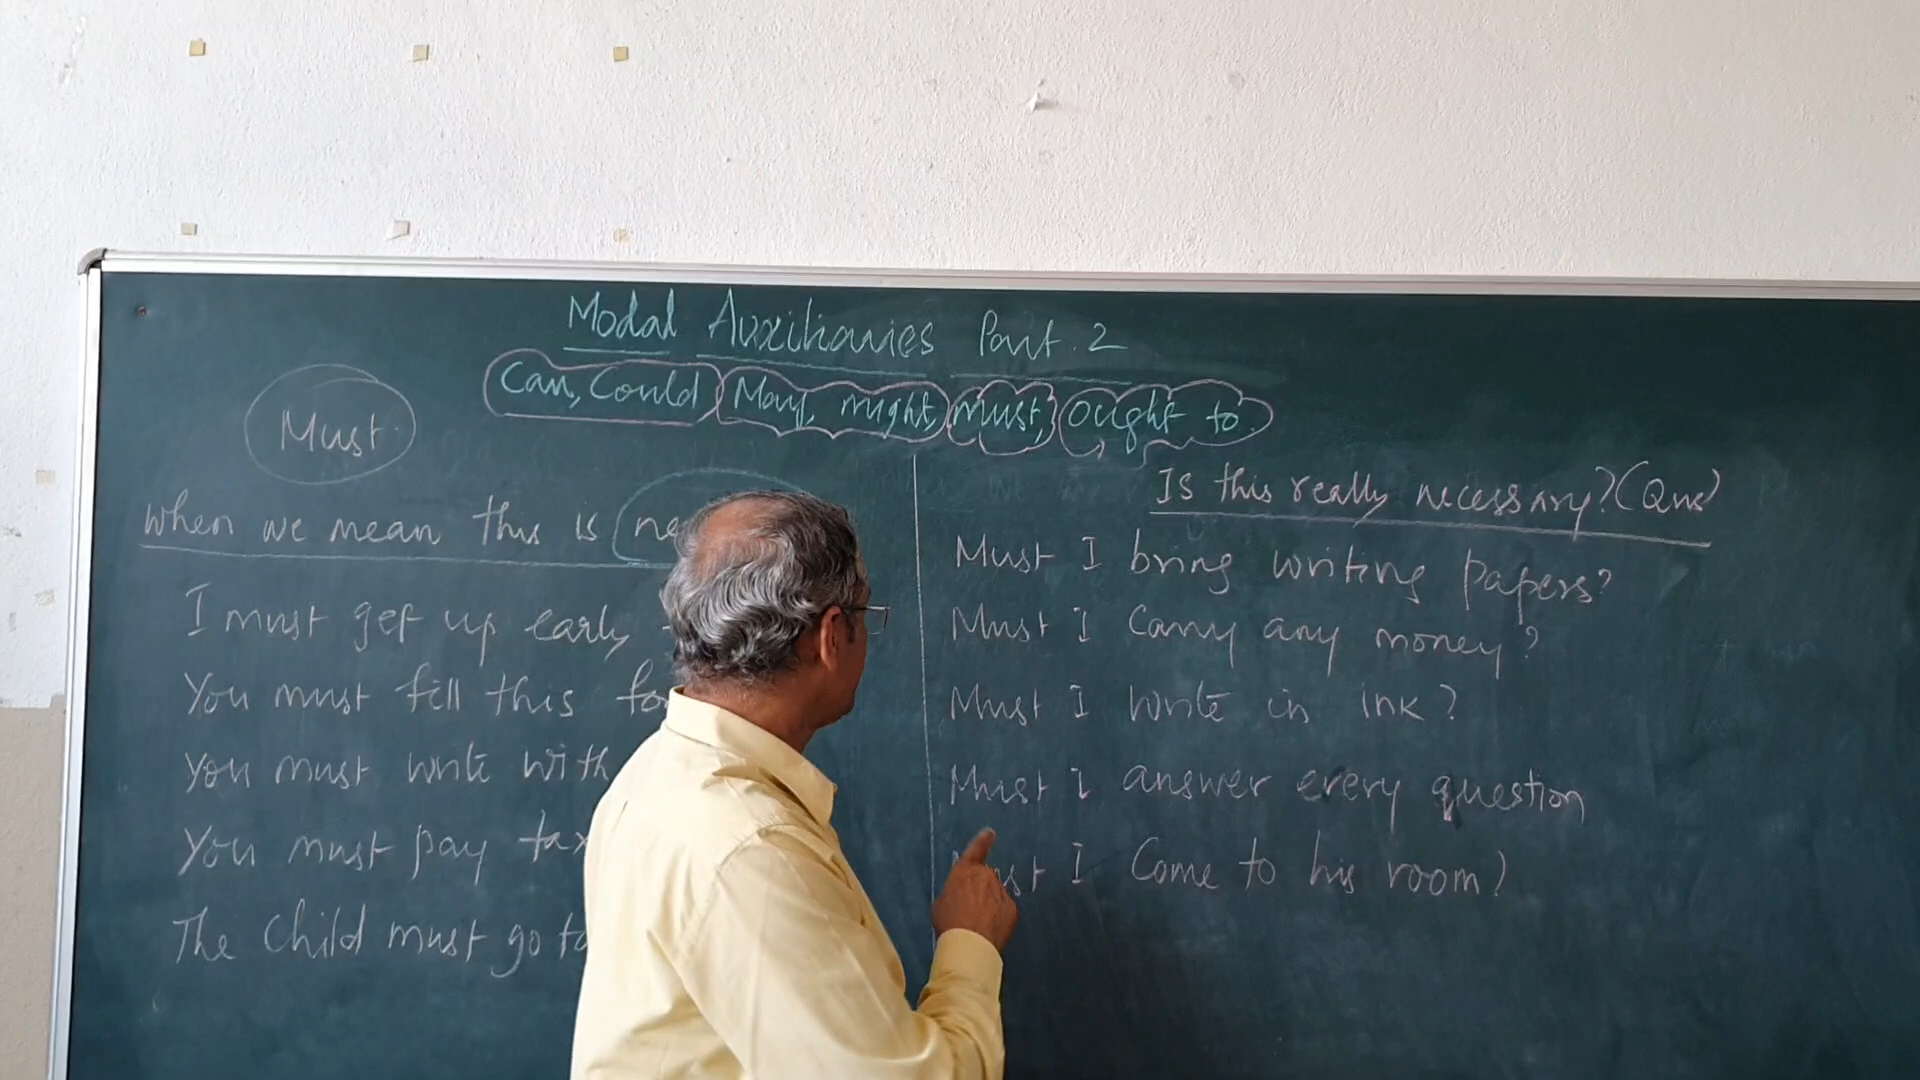 Modal Auxiliaries Part.2
Can, Could May, might, must, ought to.
Must
when we mean this is
I must get up early
You must fill this
You must write with
You must pay
The child must go
Is this really necessary? (Que)
Must I bring writing papers?
Must I Carry any money?
Must I write in ink?
Must I answer every question
I Come to his room?